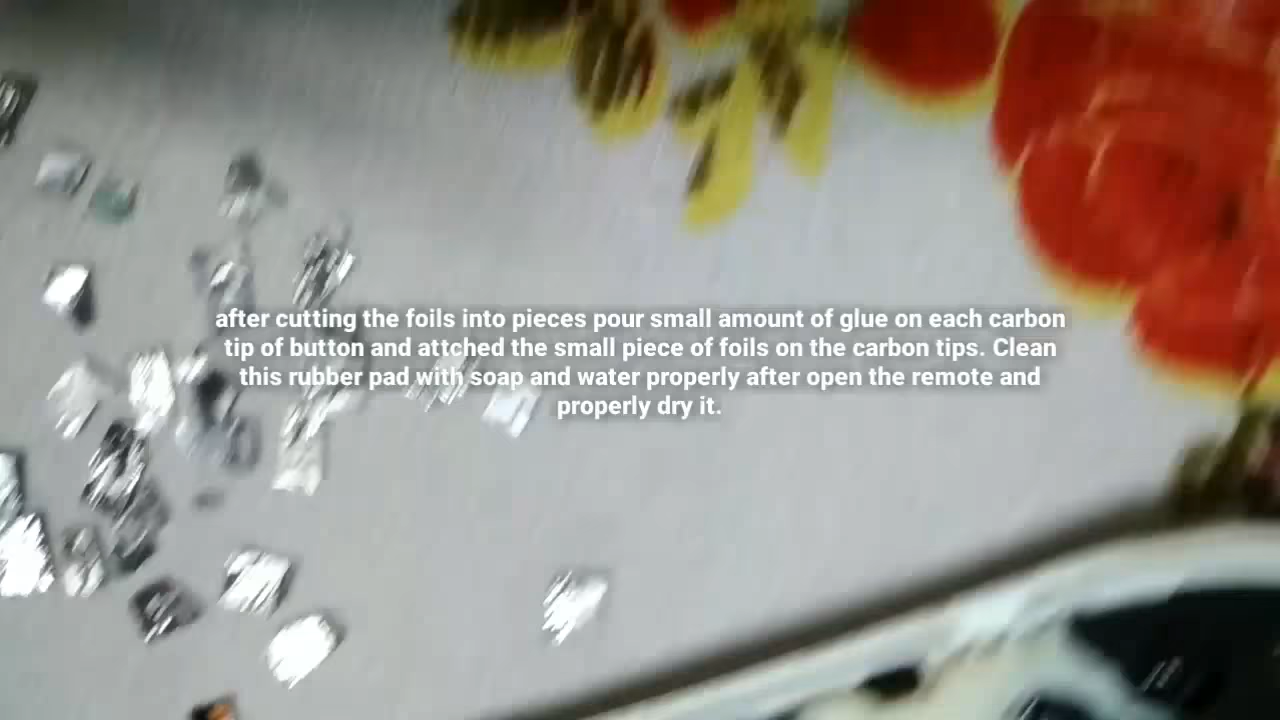 after cutting the foils into pieces pour small amount of glue on each carbon
tip of button and attched the small piece of foils on the carbon tips. Clean
this rubber pad with soap and water properly after open the remote and
properly dry it.